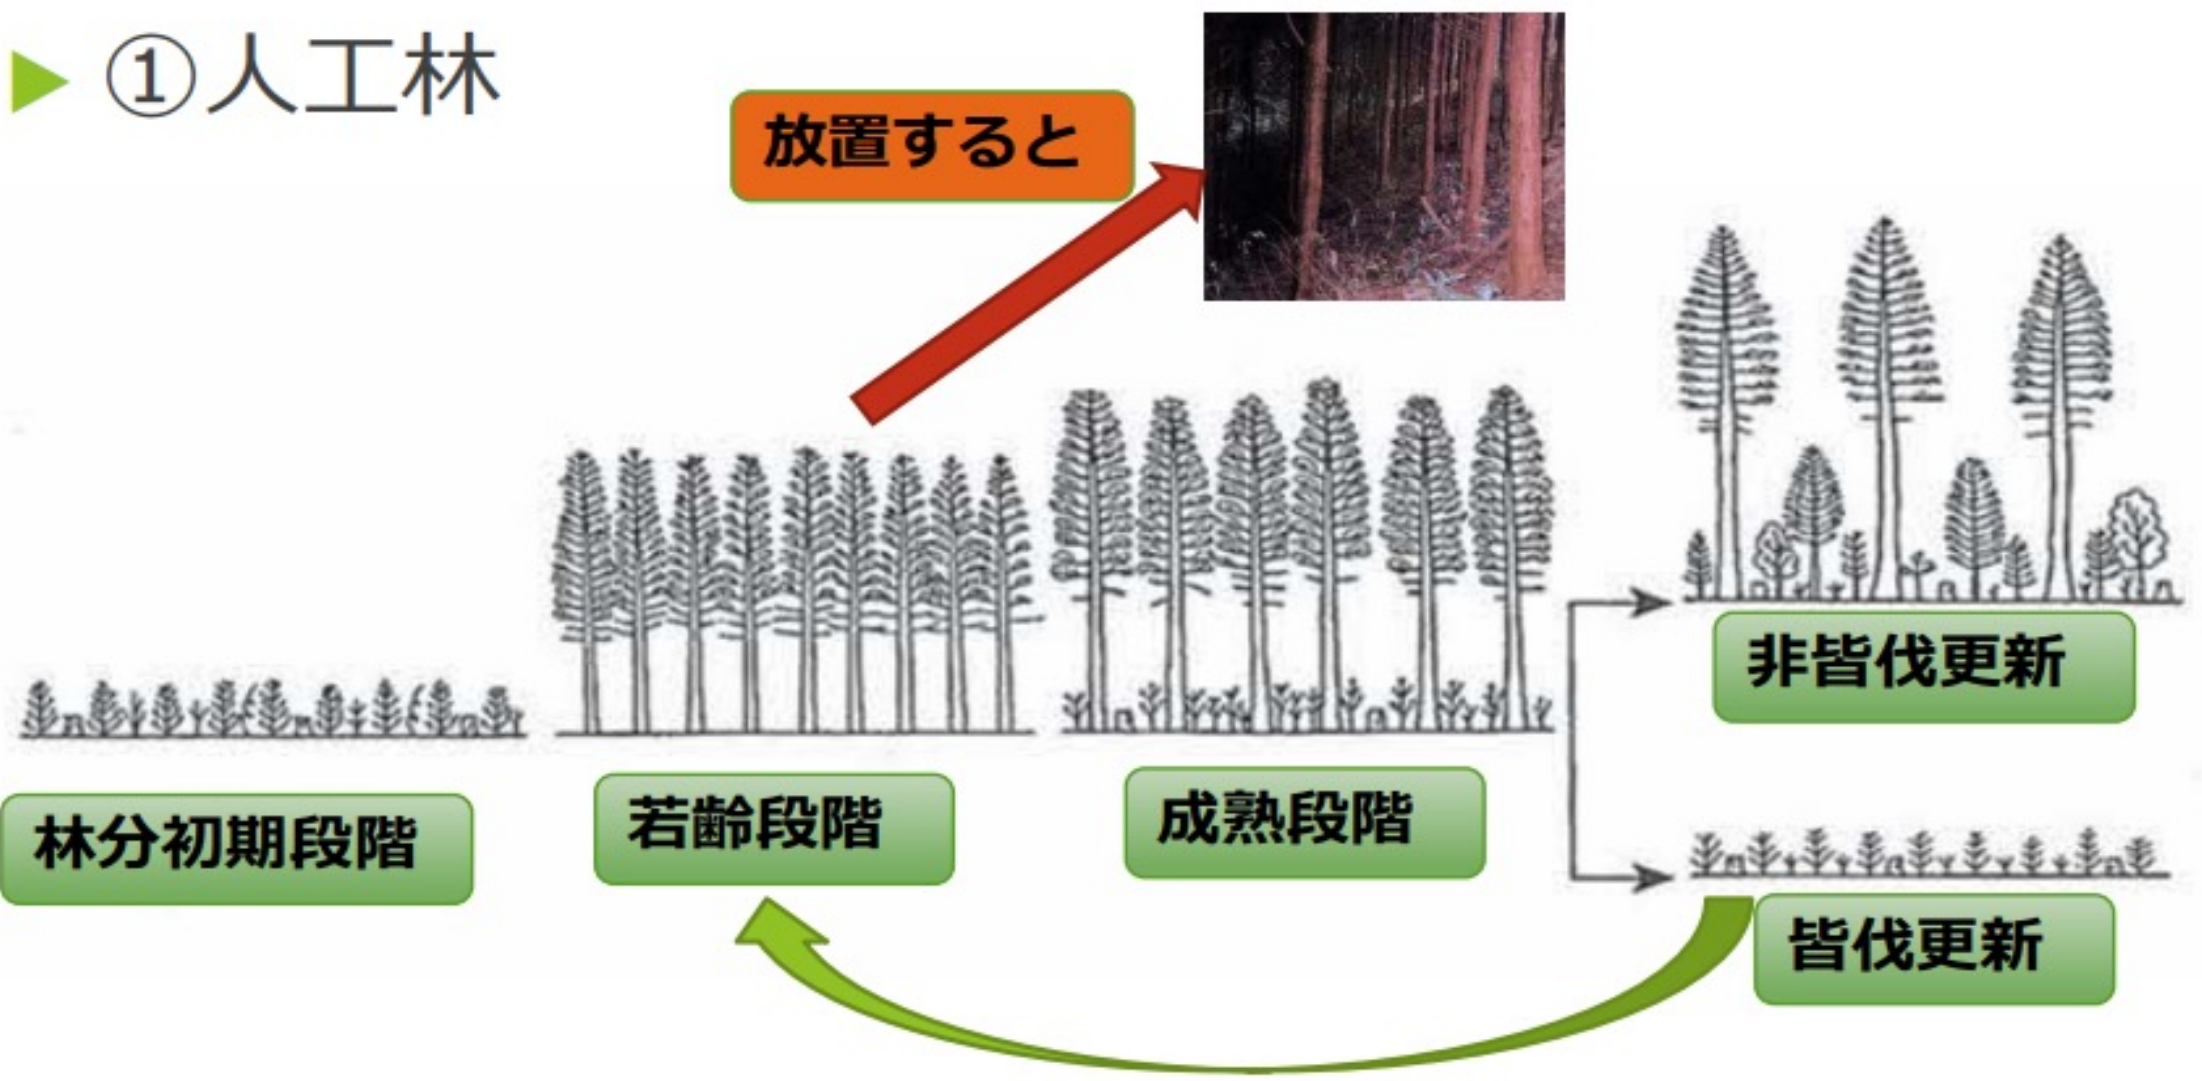 ①人工林
放置すると
非皆伐更新
林分初期段階
若齢段階
成熟段階
皆伐更新